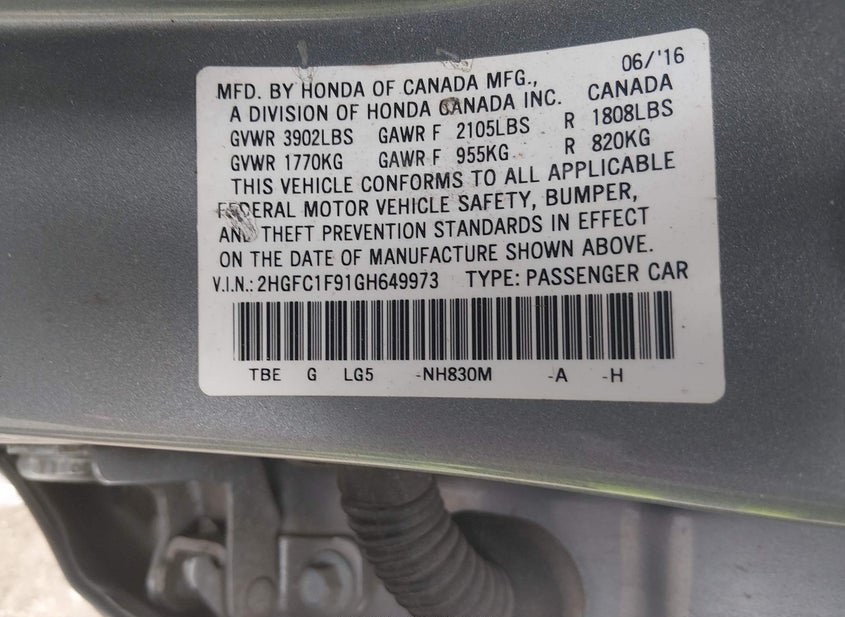 06/'16
MFD. BY HONDA OF CANADA MFG.,
A DIVISION OF HONDA CANADA INC. CANADA
GVWR 3902LBS GAWR F 2105LBS R 1808LBS
GVWR 1770KG GAWR F 955KG R 820KG
THIS VEHICLE CONFORMS TO ALL APPLICABLE
FEDERAL MOTOR VEHICLE SAFETY, BUMPER,
AND THEFT PREVENTION STANDARDS IN EFFECT
ON THE DATE OF MANUFACTURE SHOWN ABOVE.
V.I.N.: 2HGFC1F91GH649973 TYPE: PASSENGER CAR
TBE G LG5 -NH830M -A -H